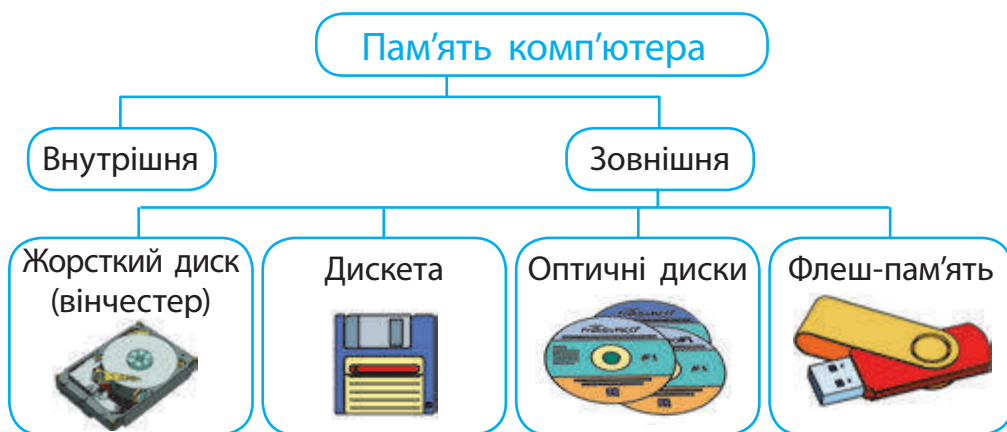 Пам'ять комп'ютера
Внутрішня
Зовнішня
Жорсткий диск
(вінчестер)
Дискета
Оптичні диски
Флеш-пам'ять